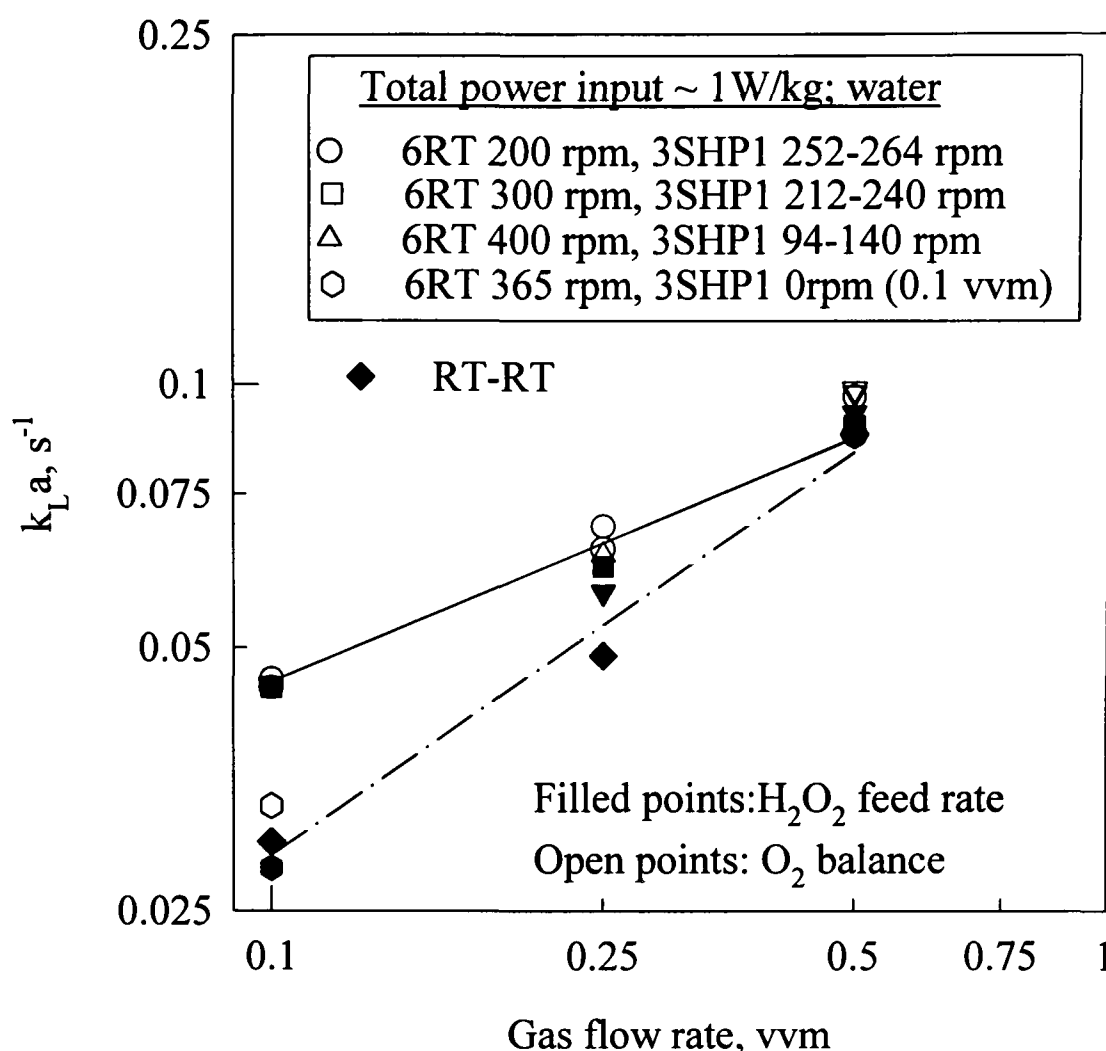 0.25
Total power input ~ 1W/kg; water
6RT 200 rpm, 3SHP1 252-264 rpm
6RT 300 rpm, 3SHP1 212-240 rpm
6RT 400 rpm, 3SHP1 94-140 rpm
6RT 365 rpm, 3SHP1 0rpm (0.1 vvm)
RT-RT
0.1
0.075
0.05
0.025
k_L a, s⁻¹
Filled points:H₂O₂ feed rate
Open points: O₂ balance
0.1 0.25 0.5 0.75 1
Gas flow rate, vvm